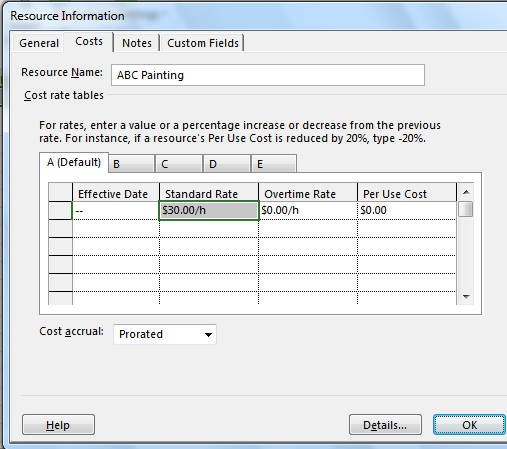 Resource Information
General Costs Notes Custom Fields
Resource Name: ABC Painting
Cost rate tables
For rates, enter a value or a percentage increase or decrease from the previous
rate. For instance, if a resource's Per Use Cost is reduced by 20%, type -20%.
A (Default) B C D E
Effective Date Standard Rate Overtime Rate Per Use Cost
-- $30.00/h $0.00/h $0.00
Cost accrual: Prorated
Help Details... OK